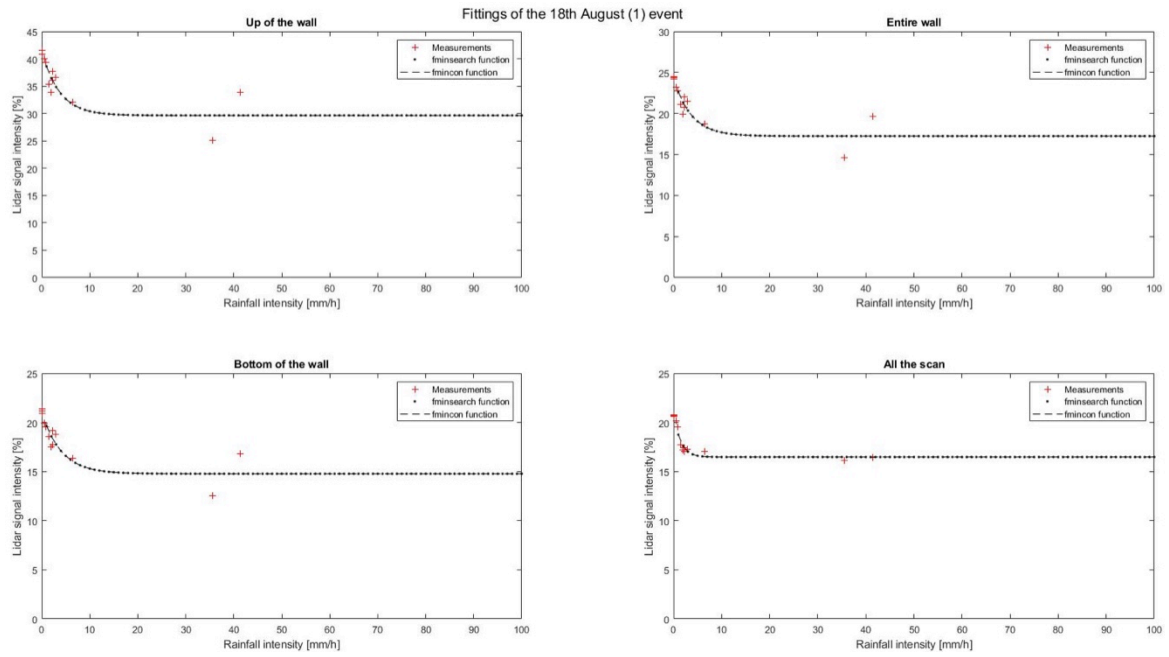 Fittings of the 18th August (1) event
Up of the wall
45
40
35
30
25
20
15
10
5
0
Lidar signal intensity [%]
Measurements
fminsearch function
fmincon function
0 10 20 30 40 50 60 70 80 90 100
Rainfall intensity [mm/h]
Entire wall
30
25
20
15
10
5
0
Lidar signal intensity [%]
Measurements
fminsearch function
fmincon function
0 10 20 30 40 50 60 70 80 90 100
Rainfall intensity [mm/h]
Bottom of the wall
25
20
15
10
5
0
Lidar signal intensity [%]
Measurements
fminsearch function
fmincon function
0 10 20 30 40 50 60 70 80 90 100
Rainfall intensity [mm/h]
All the scan
25
20
15
10
5
0
Lidar signal intensity [%]
Measurements
fminsearch function
fmincon function
0 10 20 30 40 50 60 70 80 90 100
Rainfall intensity [mm/h]